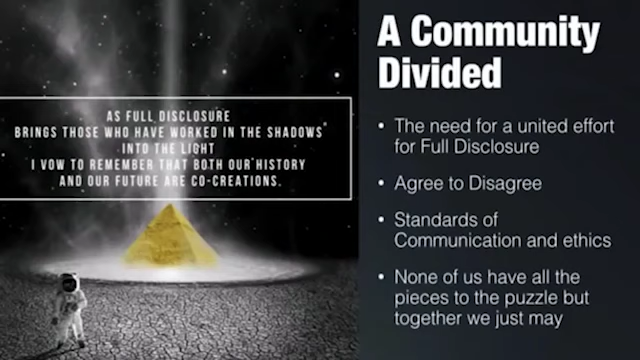 AS FULL DISCLOSURE
BRINGS THOSE WHO HAVE WORKED IN THE SHADOWS
INTO THE LIGHT
I VOW TO REMEMBER THAT BOTH OUR HISTORY
AND OUR FUTURE ARE CO-CREATIONS.
A Community
Divided
• The need for a united effort
for Full Disclosure
• Agree to Disagree
• Standards of
Communication and ethics
• None of us have all the
pieces to the puzzle but
together we just may